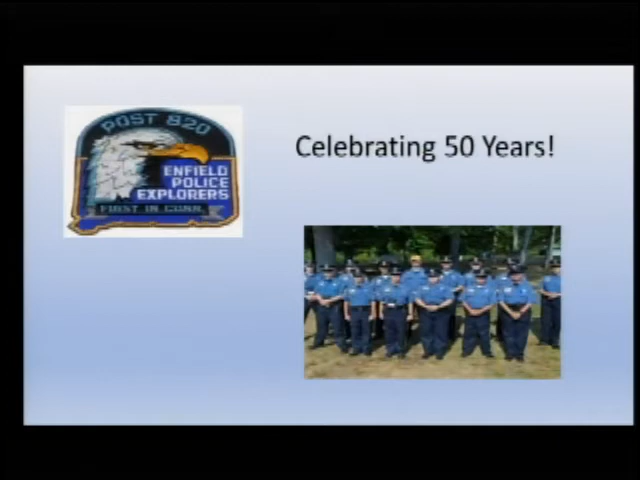 POST 820
Celebrating 50 Years!
ENFIELD
POLICE
EXPLORERS
FIRST IN CONN.